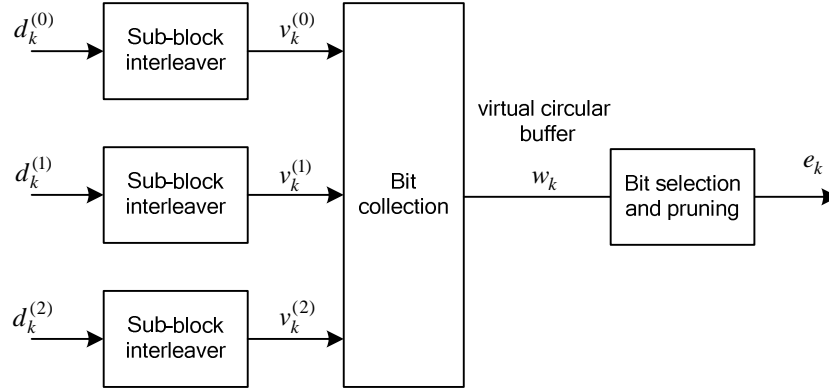 d_k^{(0)}
Sub-block
interleaver
v_k^{(0)}
d_k^{(1)}
Sub-block
interleaver
v_k^{(1)}
d_k^{(2)}
Sub-block
interleaver
v_k^{(2)}
Bit
collection
virtual circular
buffer
w_k
Bit selection
and pruning
e_k